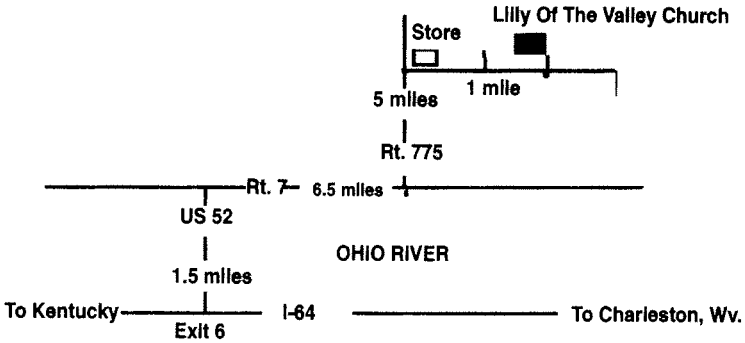 Lilly Of The Valley Church
Store
5 miles
1 mile
Rt. 775
Rt. 7
6.5 miles
US 52
OHIO RIVER
1.5 miles
To Kentucky
I-64
To Charleston, Wv.
Exit 6